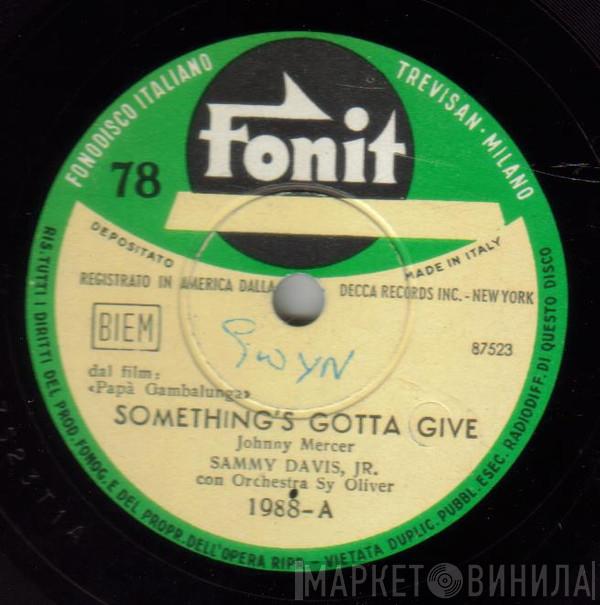 FONODISCO ITALIANO
TREVISAN - MILANO
Fonit
78
DEPOSITATO
MADE IN ITALY
REGISTRATO IN AMERICA DALLA DECCA RECORDS INC. - NEW YORK
BIEM
Gwyn
87523
dal film:
«Papà Gambalunga»
SOMETHING'S GOTTA GIVE
Johnny Mercer
SAMMY DAVIS, JR.
con Orchestra Sy Oliver
1988-A
RIS. TUTTI I DIRITTI DEL PROD. FONOG. E DEL PROPR. DELL'OPERA RIPR. - VIETATA DUPLIC. PUBBL. ESEC. RADIODIFF. DI QUESTO DISCO
МАРКЕТ ВИНИЛА